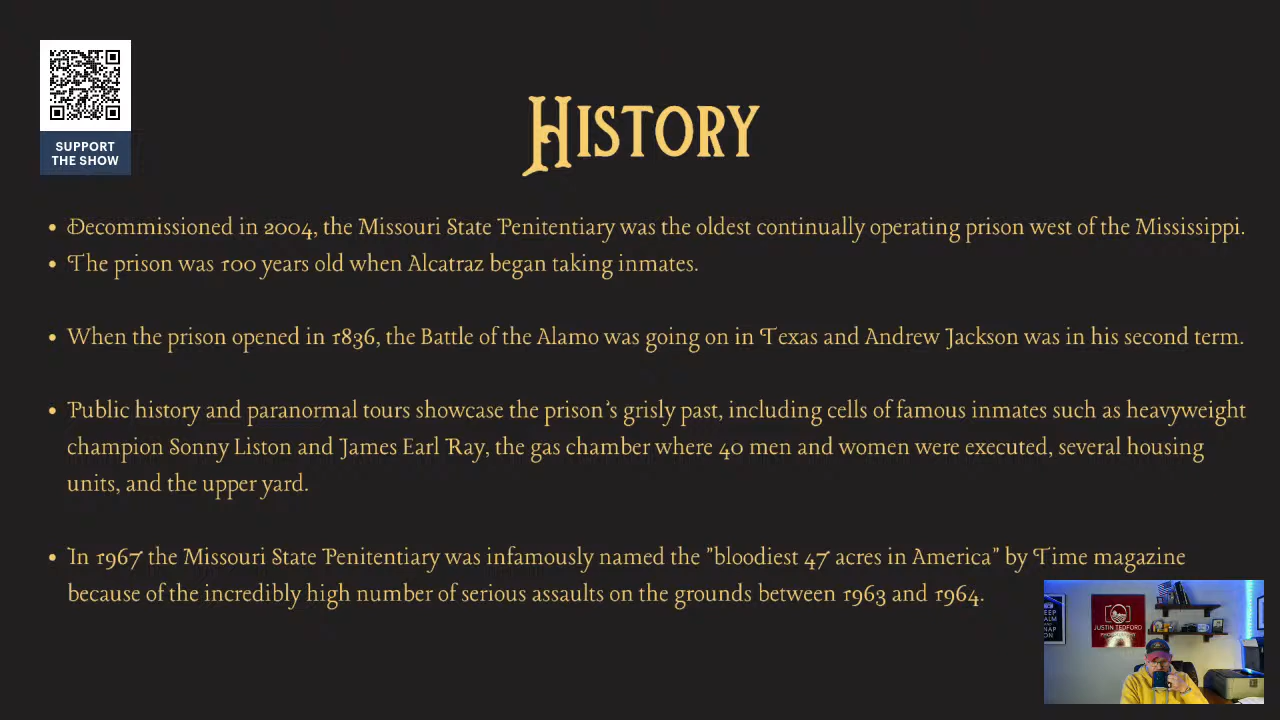 SUPPORT
THE SHOW
HISTORY
• Decommissioned in 2004, the Missouri State Penitentiary was the oldest continually operating prison west of the Mississippi.
• The prison was 100 years old when Alcatraz began taking inmates.
• When the prison opened in 1836, the Battle of the Alamo was going on in Texas and Andrew Jackson was in his second term.
• Public history and paranormal tours showcase the prison's grisly past, including cells of famous inmates such as heavyweight
champion Sonny Liston and James Earl Ray, the gas chamber where 40 men and women were executed, several housing
units, and the upper yard.
• In 1967 the Missouri State Penitentiary was infamously named the "bloodiest 47 acres in America" by Time magazine
because of the incredibly high number of serious assaults on the grounds between 1963 and 1964.
JUSTIN TEDFORD